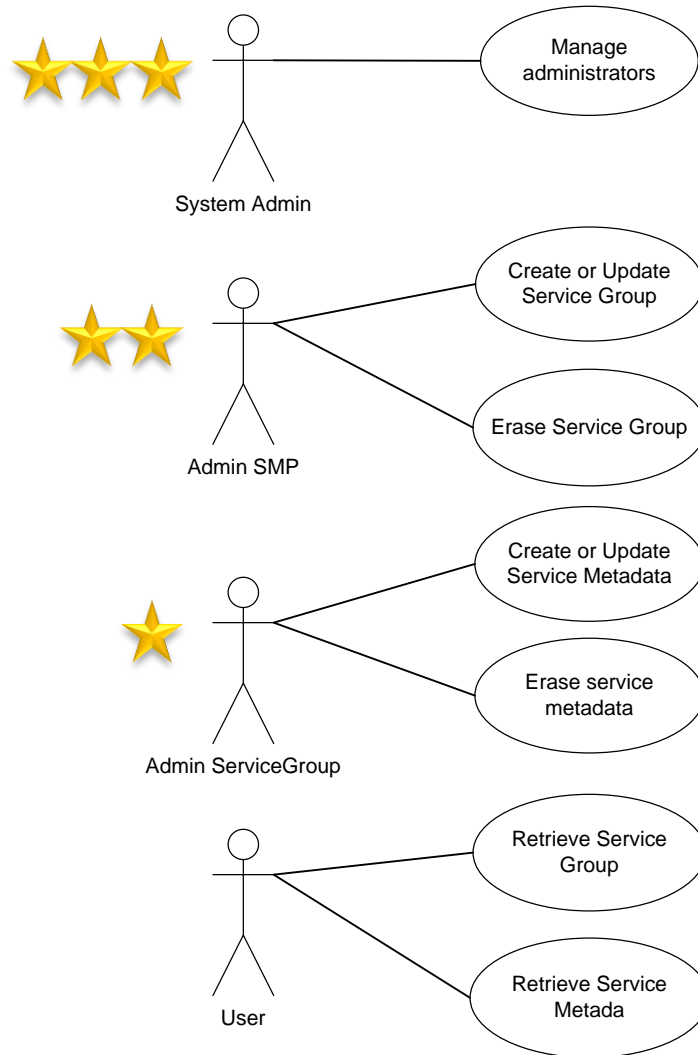 Manage
administrators
System Admin
Create or Update
Service Group
Erase Service Group
Admin SMP
Create or Update
Service Metadata
Erase service
metadata
Admin ServiceGroup
Retrieve Service
Group
Retrieve Service
Metada
User